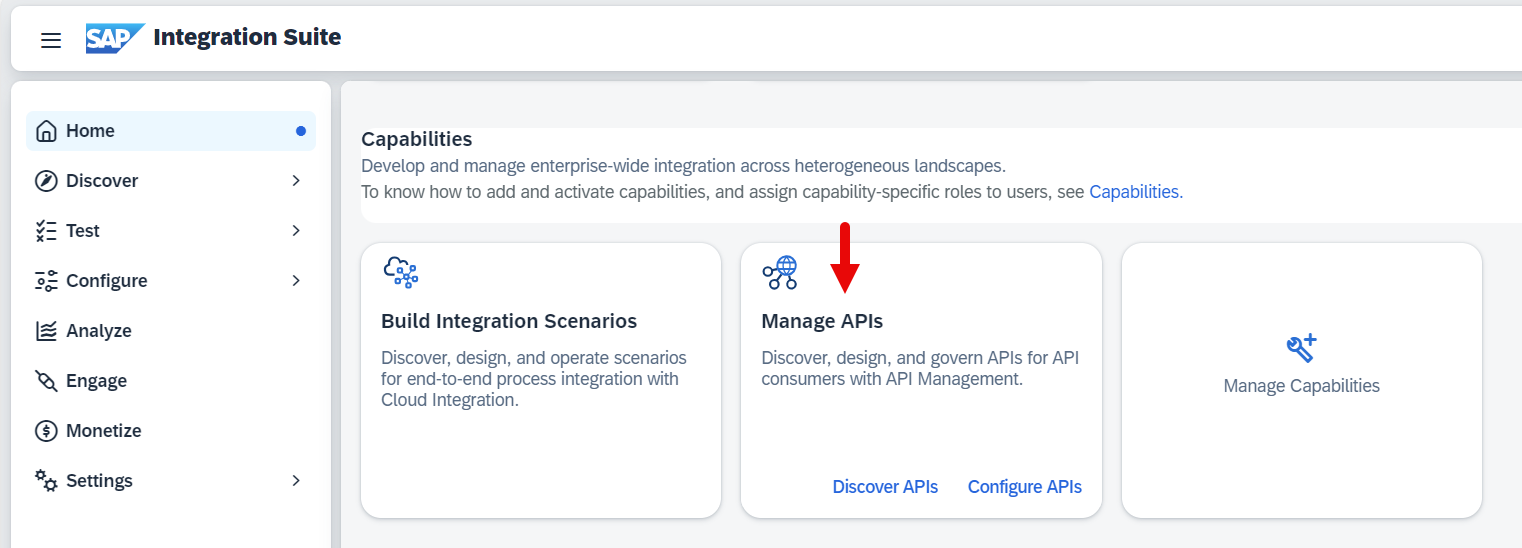 SAP Integration Suite
Home
Discover
Test
Configure
Analyze
Engage
Monetize
Settings
Capabilities
Develop and manage enterprise-wide integration across heterogeneous landscapes.
To know how to add and activate capabilities, and assign capability-specific roles to users, see Capabilities.
Build Integration Scenarios
Discover, design, and operate scenarios
for end-to-end process integration with
Cloud Integration.
Manage APIs
Discover, design, and govern APIs for API
consumers with API Management.
Discover APIs Configure APIs
Manage Capabilities